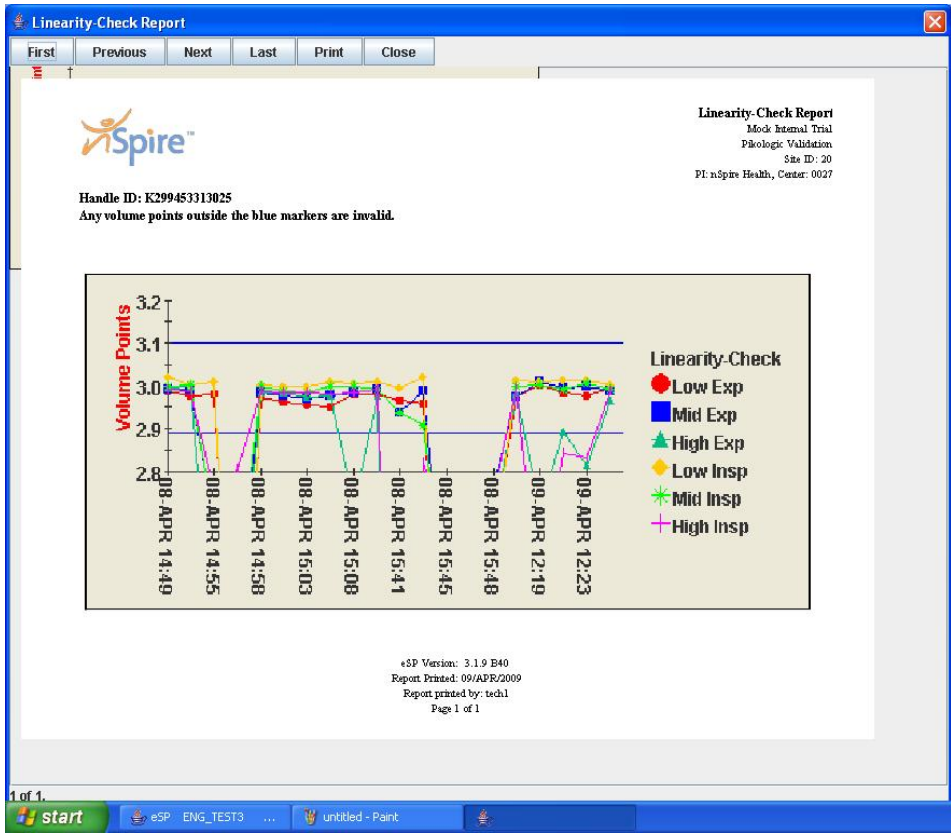 Linearity-Check Report
First Previous Next Last Print Close
nSpire™
Linearity-Check Report
Mock Internal Trial
Pikologic Validation
Site ID: 20
PI: nSpire Health, Center: 0027
Handle ID: K299453313025
Any volume points outside the blue markers are invalid.
Volume Points
3.2
3.1
3.0
2.9
2.8
08-APR 14:49
08-APR 14:55
08-APR 14:58
08-APR 15:03
08-APR 15:08
08-APR 15:41
08-APR 15:45
08-APR 15:48
09-APR 12:19
09-APR 12:23
Linearity-Check
Low Exp
Mid Exp
High Exp
Low Insp
Mid Insp
High Insp
eSP Version: 3.1.9 B40
Report Printed: 09/APR/2009
Report printed by: tech1
Page 1 of 1
1 of 1.
start eSP ENG_TEST3 ... untitled - Paint